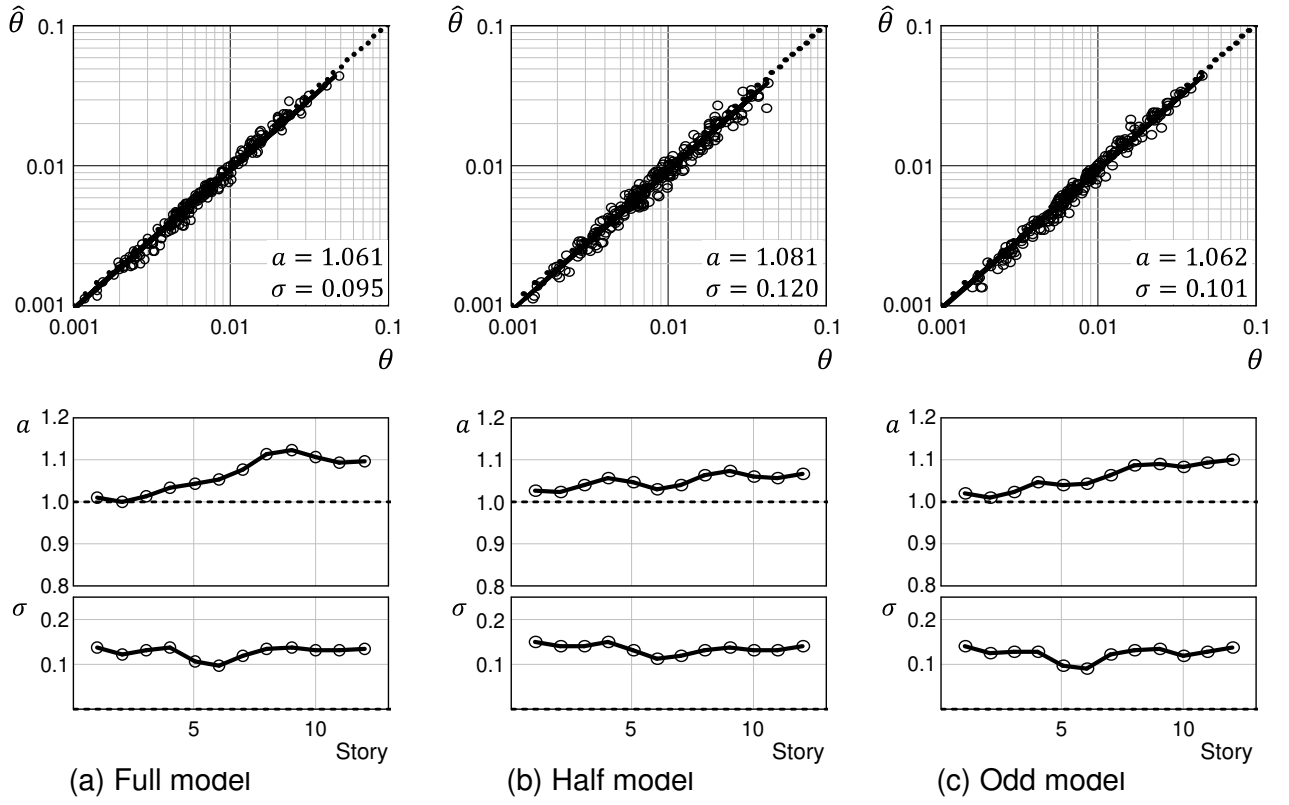 θ̂
0.1
0.01
0.001
a = 1.061
σ = 0.095
0.001
0.01
0.1
θ
a
1.2
1.1
1.0
0.9
0.8
σ
0.2
0.1
5
10
Story
(a) Full model
θ̂
0.1
0.01
0.001
a = 1.081
σ = 0.120
0.001
0.01
0.1
θ
a
1.2
1.1
1.0
0.9
0.8
σ
0.2
0.1
5
10
Story
(b) Half model
θ̂
0.1
0.01
0.001
a = 1.062
σ = 0.101
0.001
0.01
0.1
θ
a
1.2
1.1
1.0
0.9
0.8
σ
0.2
0.1
5
10
Story
(c) Odd model